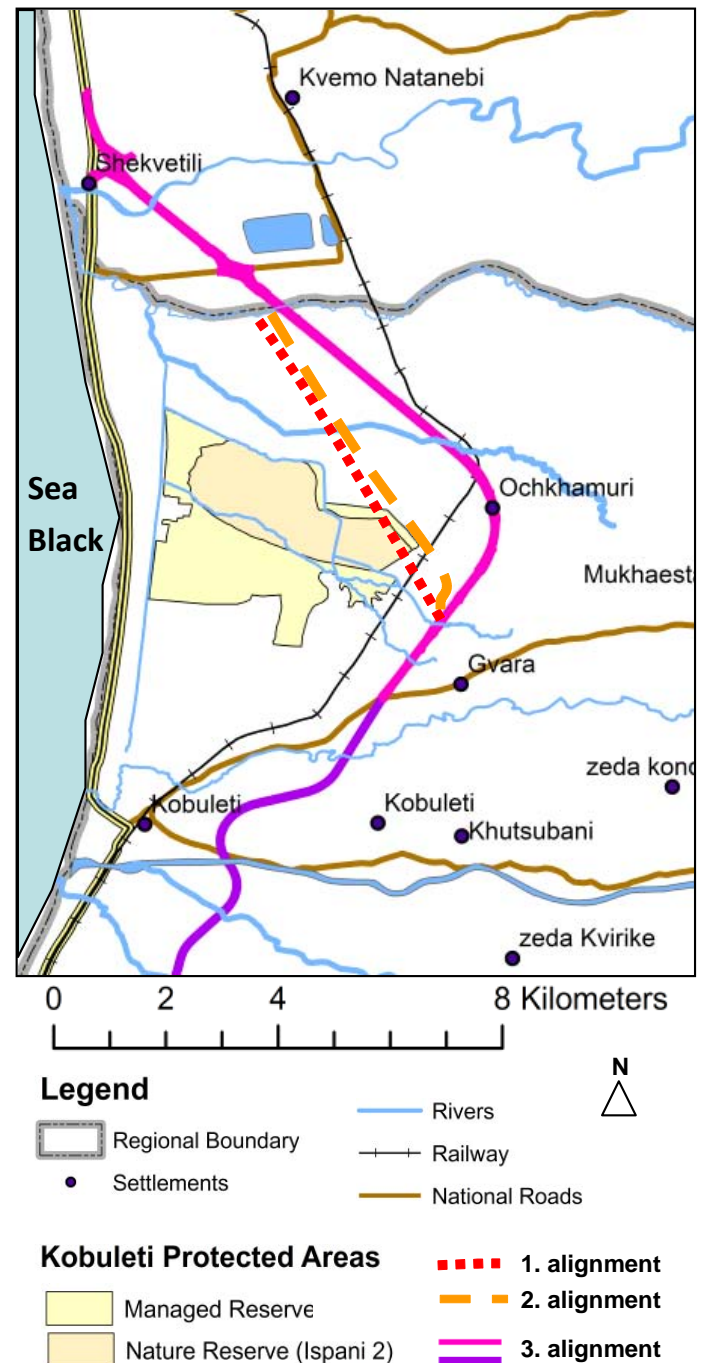 Kvemo Natanebi
Shekvetili
Sea
Black
Ochkhamuri
Mukhaest
Gvara
zeda kond
Kobuleti
Kobuleti
Khutsubani
zeda Kvirike
0 2 4 8 Kilometers
N
Legend
Regional Boundary
Settlements
Rivers
Railway
National Roads
Kobuleti Protected Areas
Managed Reserve
Nature Reserve (Ispani 2)
1. alignment
2. alignment
3. alignment